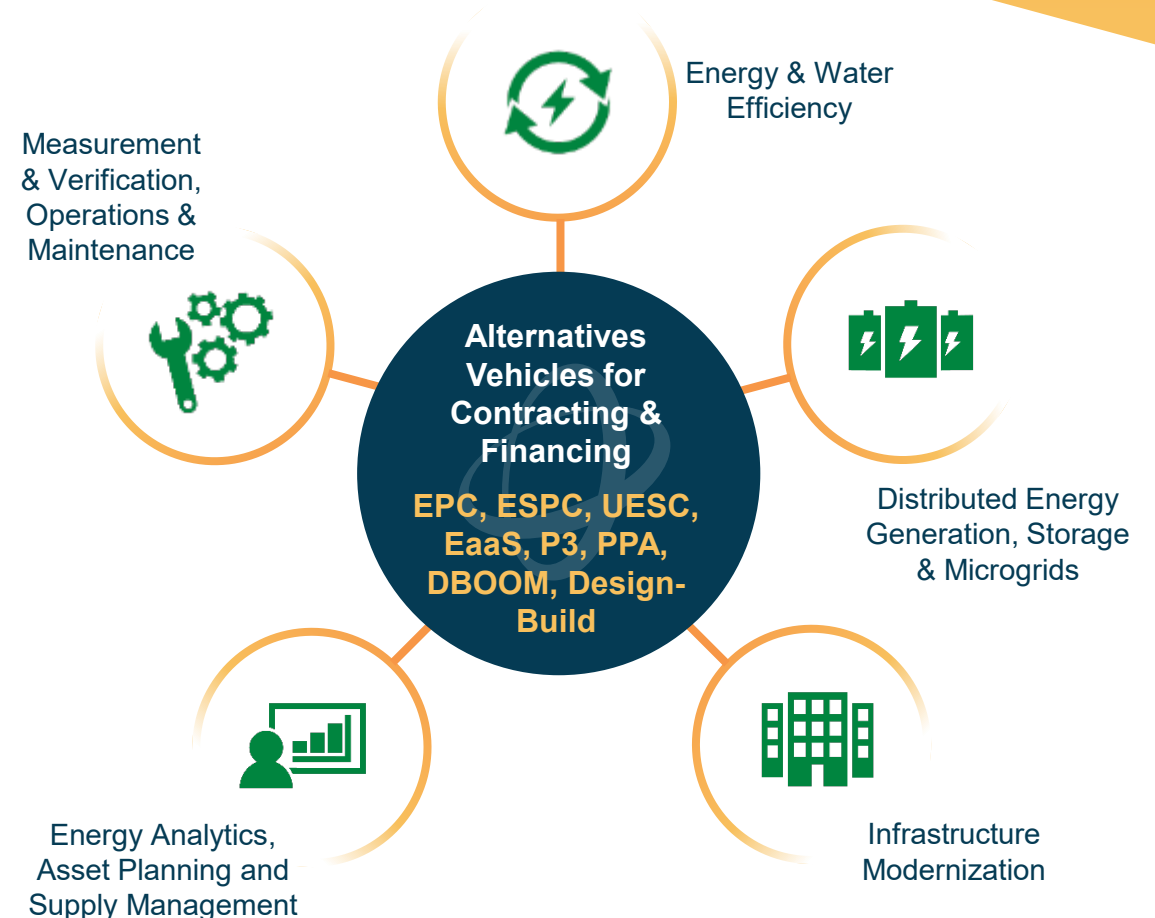 Energy & Water
Efficiency
Measurement
& Verification,
Operations &
Maintenance
Alternatives
Vehicles for
Contracting &
Financing
EPC, ESPC, UESC,
EaaS, P3, PPA,
DBOOM, Design-
Build
Distributed Energy
Generation, Storage
& Microgrids
Energy Analytics,
Asset Planning and
Supply Management
Infrastructure
Modernization